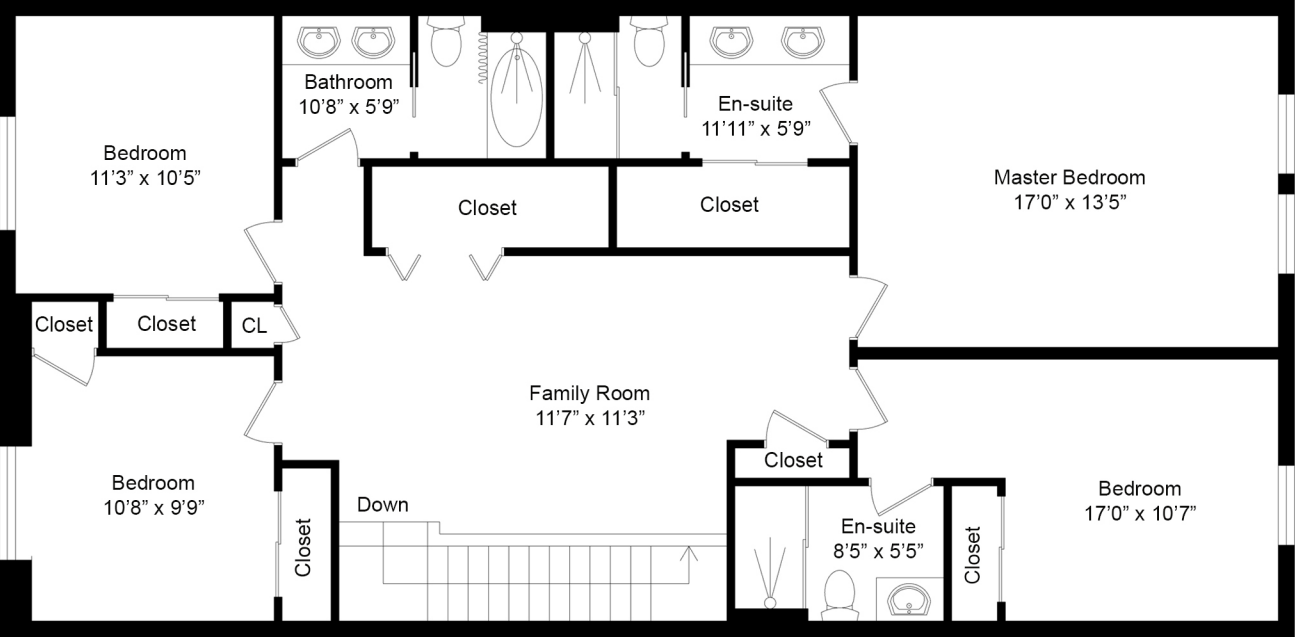 Bathroom
10’8” x 5’9”
En-suite
11’11” x 5’9”
Bedroom
11’3” x 10’5”
Master Bedroom
17’0” x 13’5”
Closet
Closet
Closet
Closet
CL
Family Room
11’7” x 11’3”
Closet
Bedroom
10’8” x 9’9”
Down
Closet
En-suite
8’5” x 5’5”
Closet
Bedroom
17’0” x 10’7”